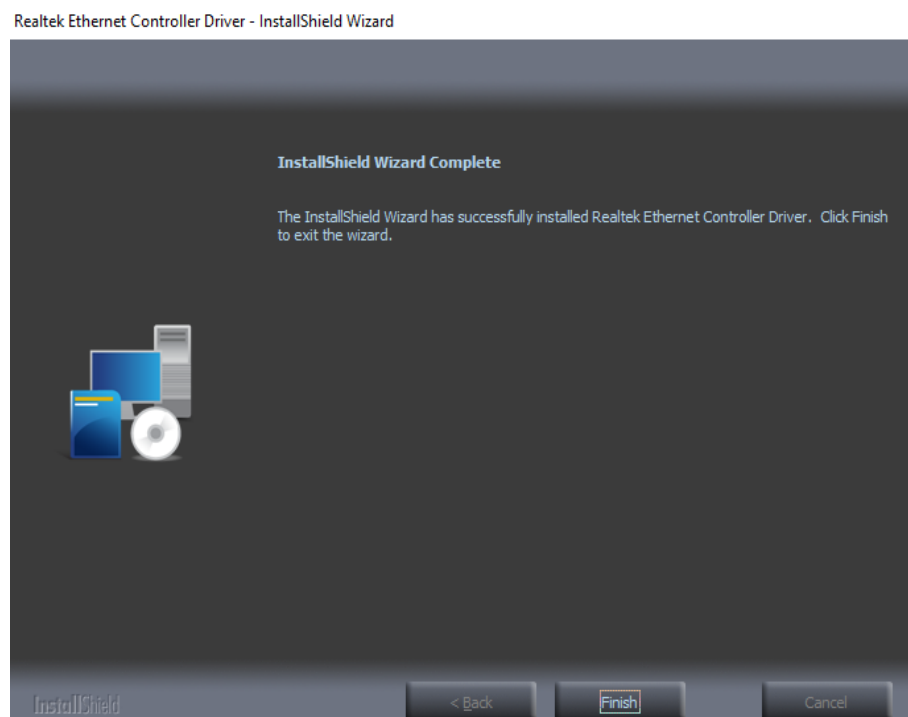 Realtek Ethernet Controller Driver - InstallShield Wizard
InstallShield Wizard Complete
The InstallShield Wizard has successfully installed Realtek Ethernet Controller Driver.  Click Finish
to exit the wizard.
InstallShield
< Back
Finish
Cancel